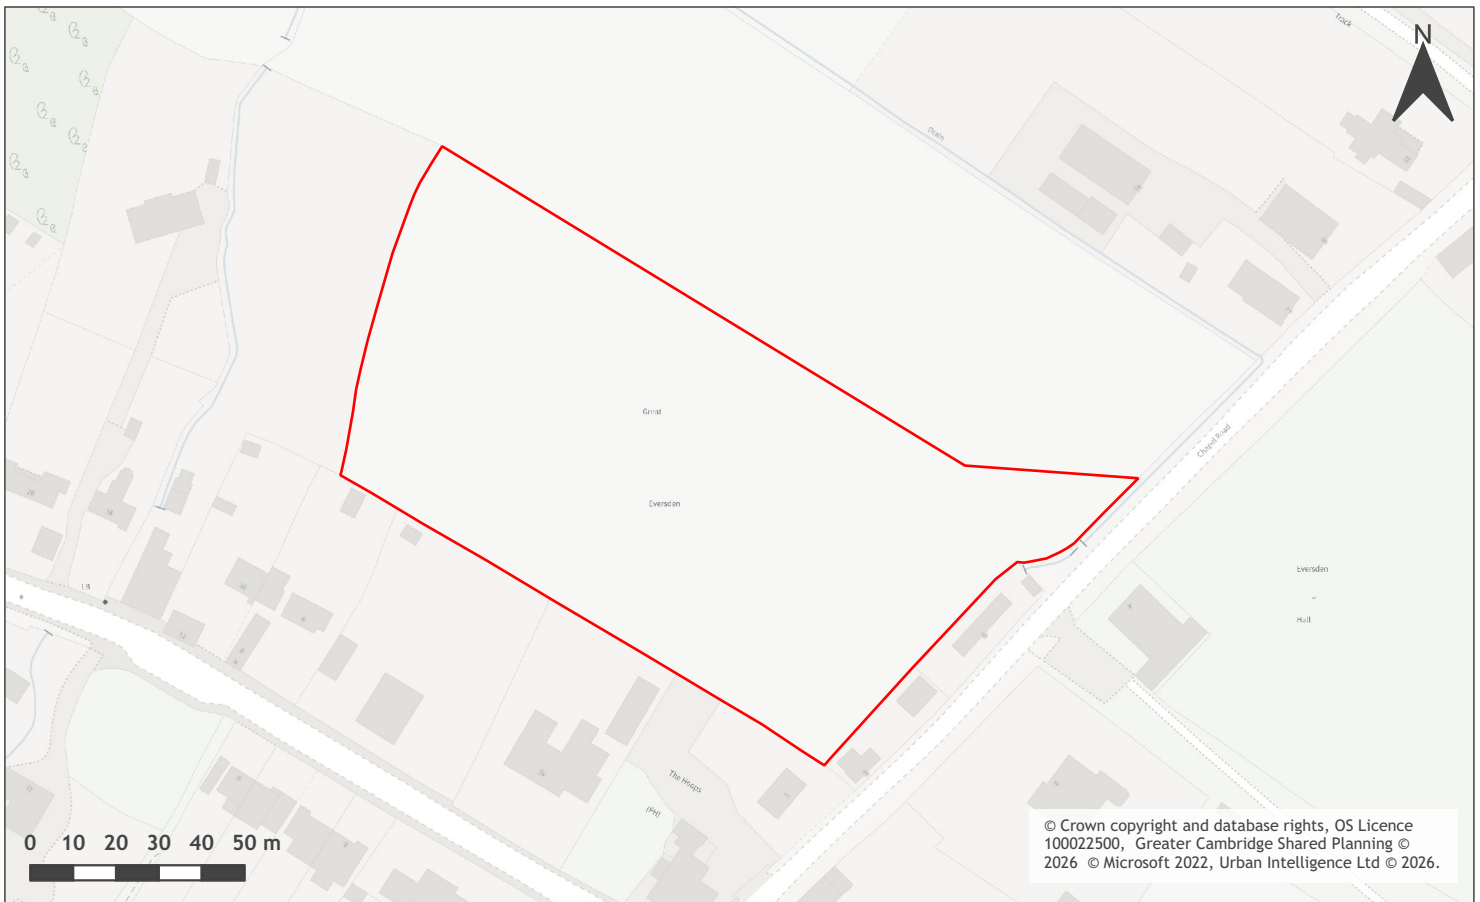 Track
N
Drain
Great
Chapel Road
Eversden
Eversden
Hall
LB
The Hoops
(PH)
0 10 20 30 40 50 m
© Crown copyright and database rights, OS Licence
100022500, Greater Cambridge Shared Planning ©
2026 © Microsoft 2022, Urban Intelligence Ltd © 2026.